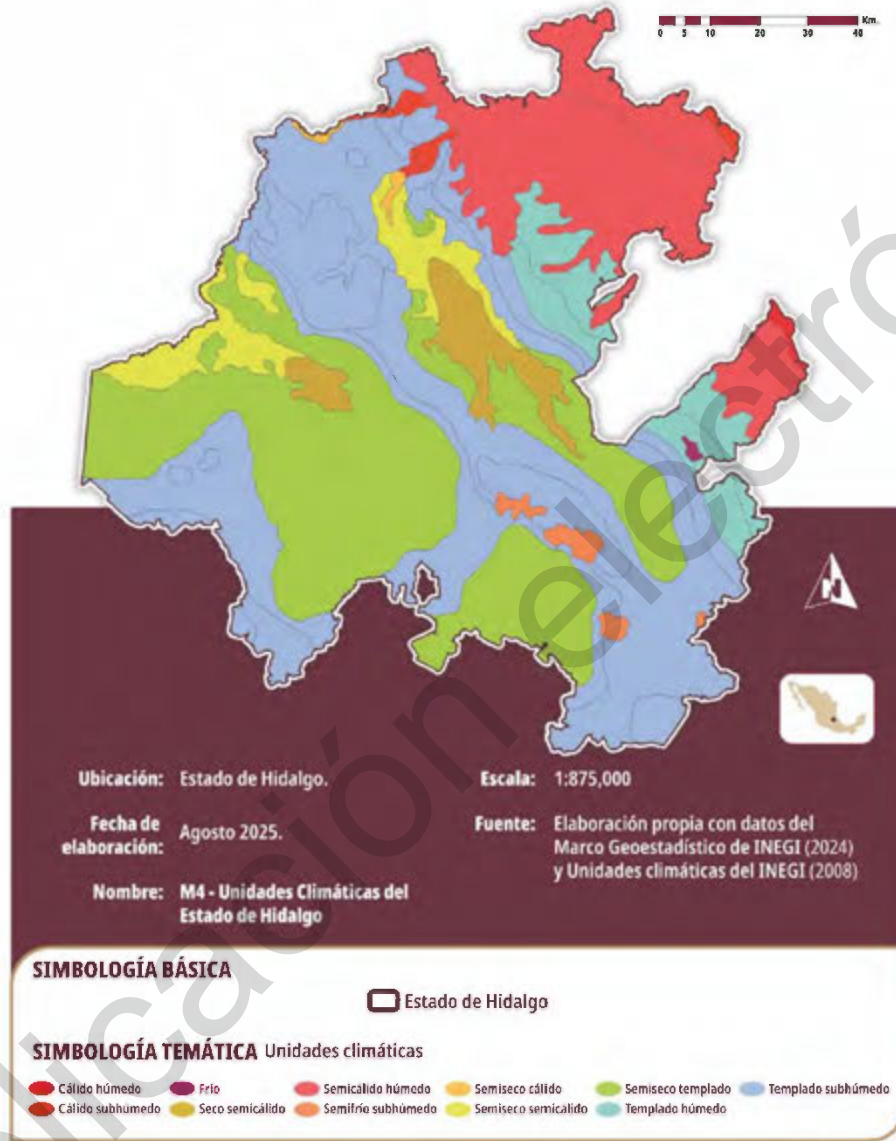 Km.
0 5 10 20 30 40
N
Ubicación: Estado de Hidalgo.
Escala: 1:875,000
Fecha de elaboración: Agosto 2025.
Fuente: Elaboración propia con datos del
Marco Geoestadístico de INEGI (2024)
y Unidades climáticas del INEGI (2008)
Nombre: M4 - Unidades Climáticas del
Estado de Hidalgo
SIMBOLOGÍA BÁSICA
Estado de Hidalgo
SIMBOLOGÍA TEMÁTICA Unidades climáticas
Cálido húmedo Frío Semicálido húmedo Semiseco cálido Semiseco templado Templado subhúmedo
Cálido subhúmedo Seco semicálido Semifrío subhúmedo Semiseco semicálido Templado húmedo
licación electró